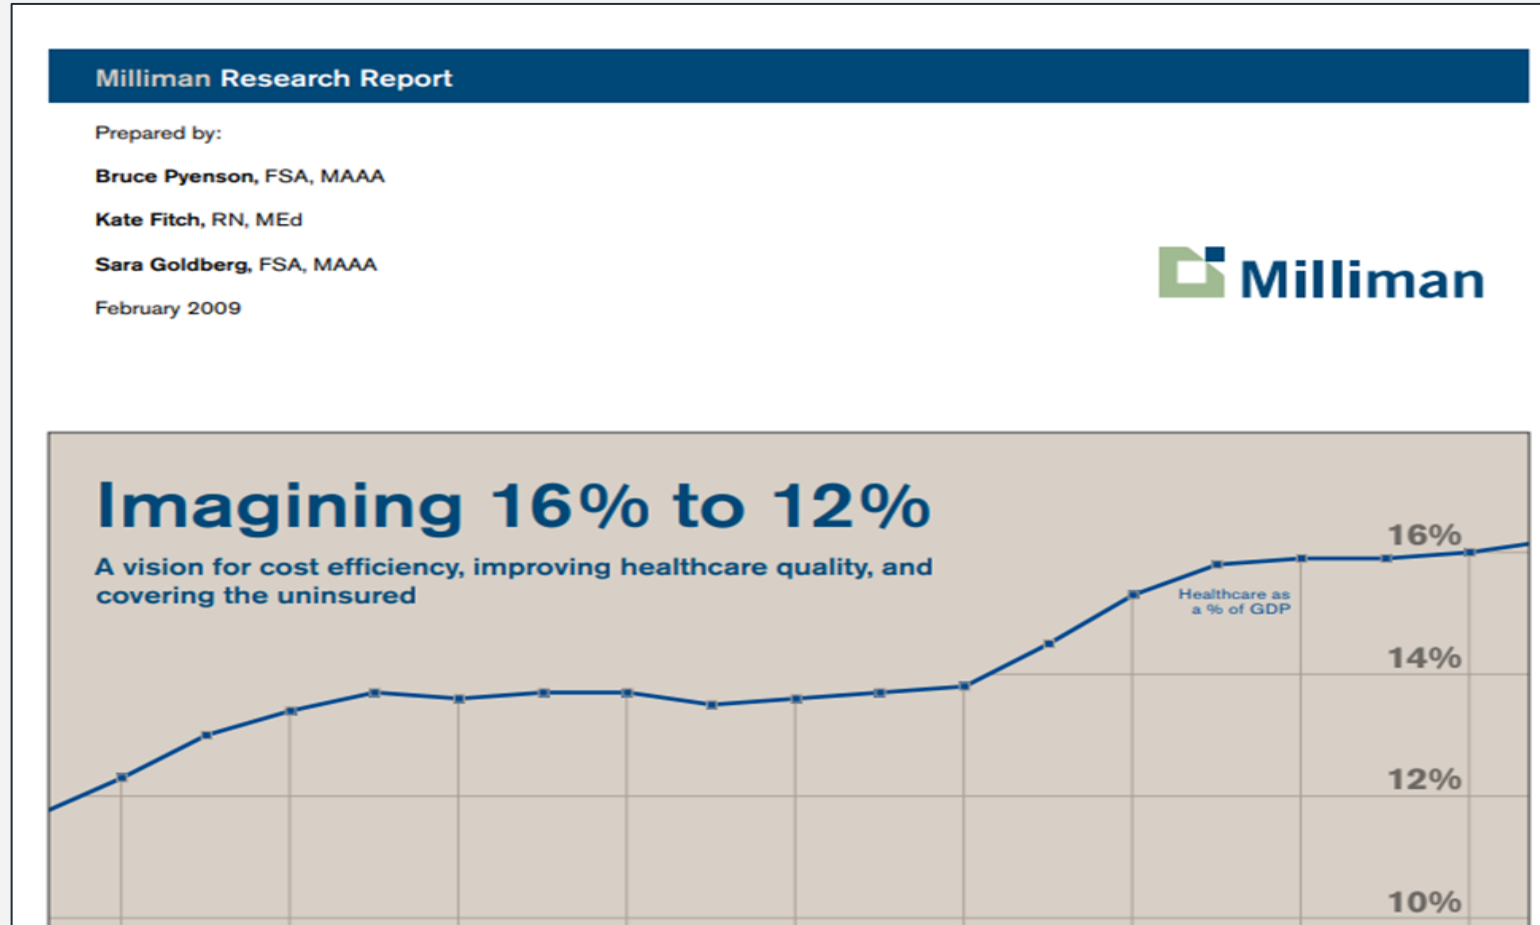 Milliman Research Report
Prepared by:
Bruce Pyenson, FSA, MAAA
Kate Fitch, RN, MEd
Sara Goldberg, FSA, MAAA
February 2009
Milliman
Imagining 16% to 12%
A vision for cost efficiency, improving healthcare quality, and
covering the uninsured
16%
Healthcare as
a % of GDP
14%
12%
10%